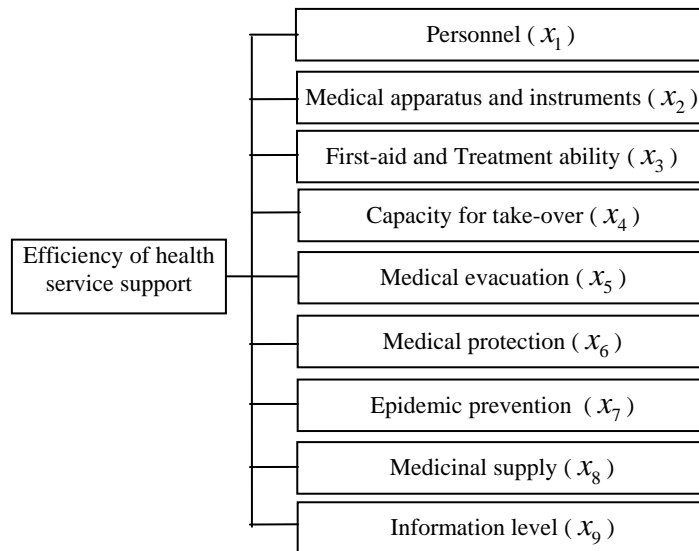 Personnel ( x₁ )
Medical apparatus and instruments ( x₂ )
First-aid and Treatment ability ( x₃ )
Capacity for take-over ( x₄ )
Efficiency of health
service support
Medical evacuation ( x₅ )
Medical protection ( x₆ )
Epidemic prevention ( x₇ )
Medicinal supply ( x₈ )
Information level ( x₉ )